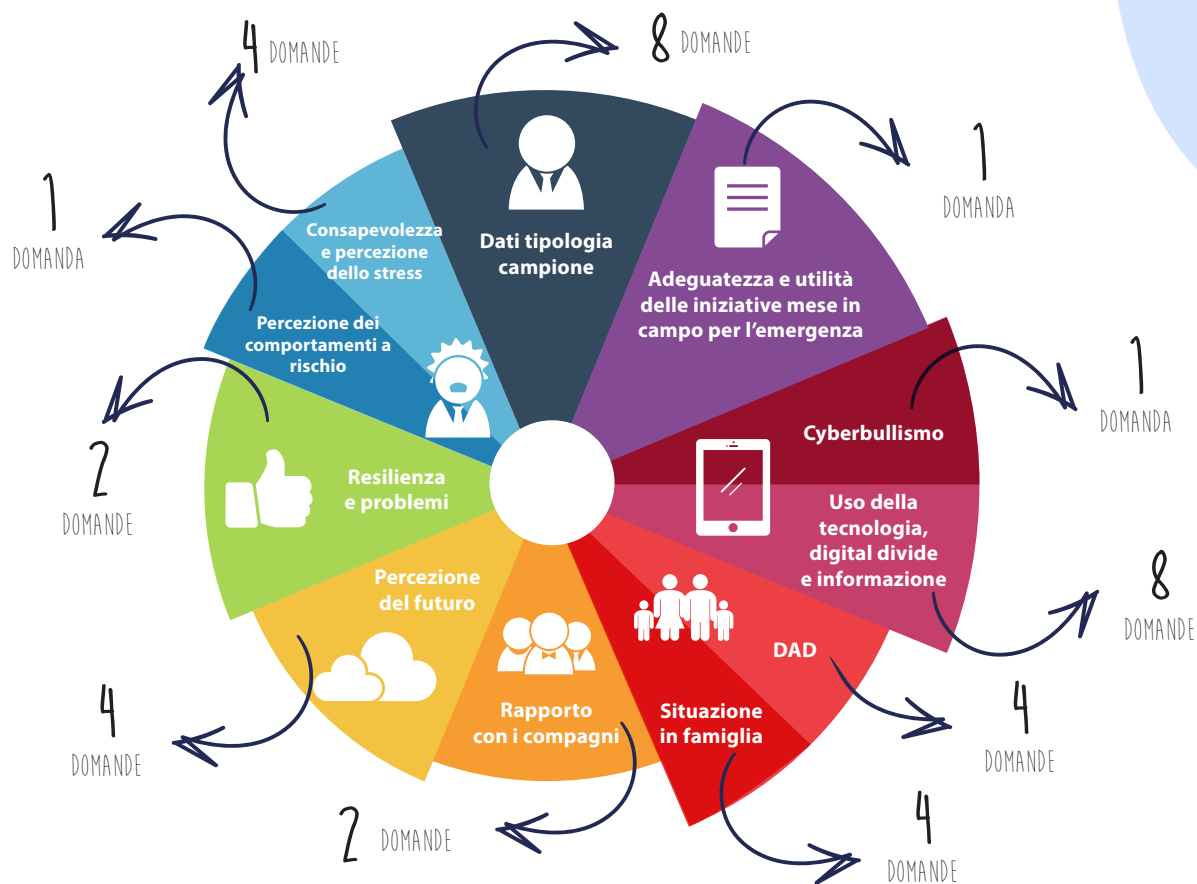 4 DOMANDE
8 DOMANDE
1
DOMANDA
1
DOMANDA
Consapevolezza
e percezione
dello stress
Dati tipologia
campione
Adeguatezza e utilità
delle iniziative mese in
campo per l'emergenza
Percezione dei
comportamenti a
rischio
1
DOMANDA
Cyberbullismo
2
DOMANDE
Resilienza
e problemi
Uso della
tecnologia,
digital divide
e informazione
8
DOMANDE
Percezione
del futuro
DAD
4
DOMANDE
Rapporto
con i compagni
Situazione
in famiglia
4
DOMANDE
2 DOMANDE
4
DOMANDE